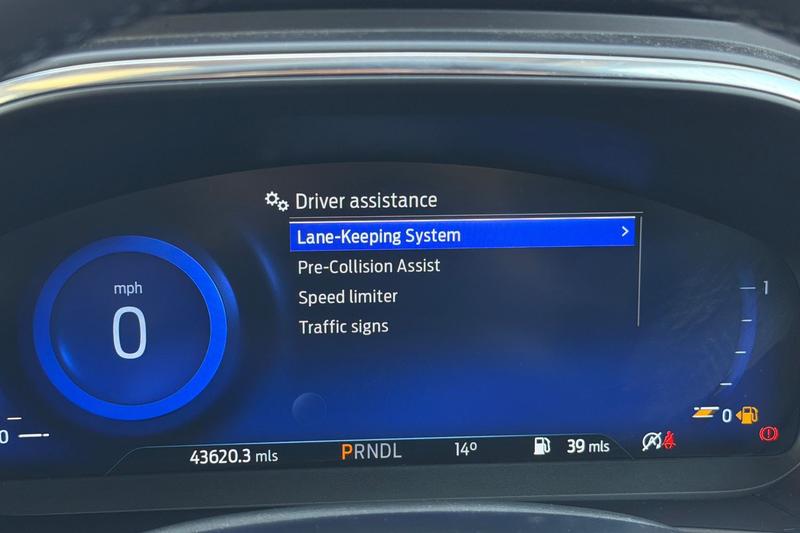 Driver assistance
Lane-Keeping System
Pre-Collision Assist
Speed limiter
Traffic signs
mph
0
1
0
0
43620.3 mls
PRNDL
14º
39 mls